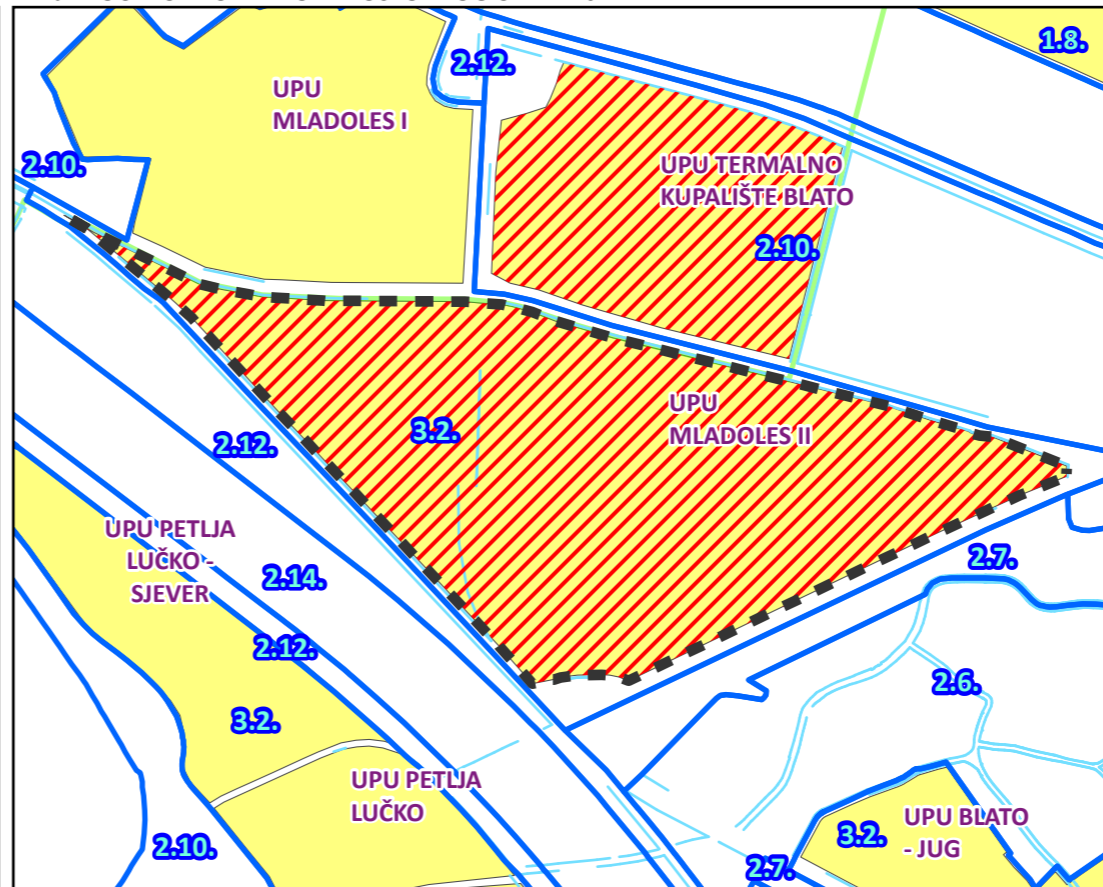 1.8.
2.12.
UPU
MLADOLES I
2.10.
UPU TERMALNO
KUPALIŠTE BLATO
2.10.
UPU
MLADOLES II
3.2.
2.12.
UPU PETLJA
LUČKO -
SJEVER
2.14.
2.7.
2.12.
2.6.
3.2.
UPU PETLJA
LUČKO
UPU BLATO
- JUG
3.2.
2.10.
2.7.